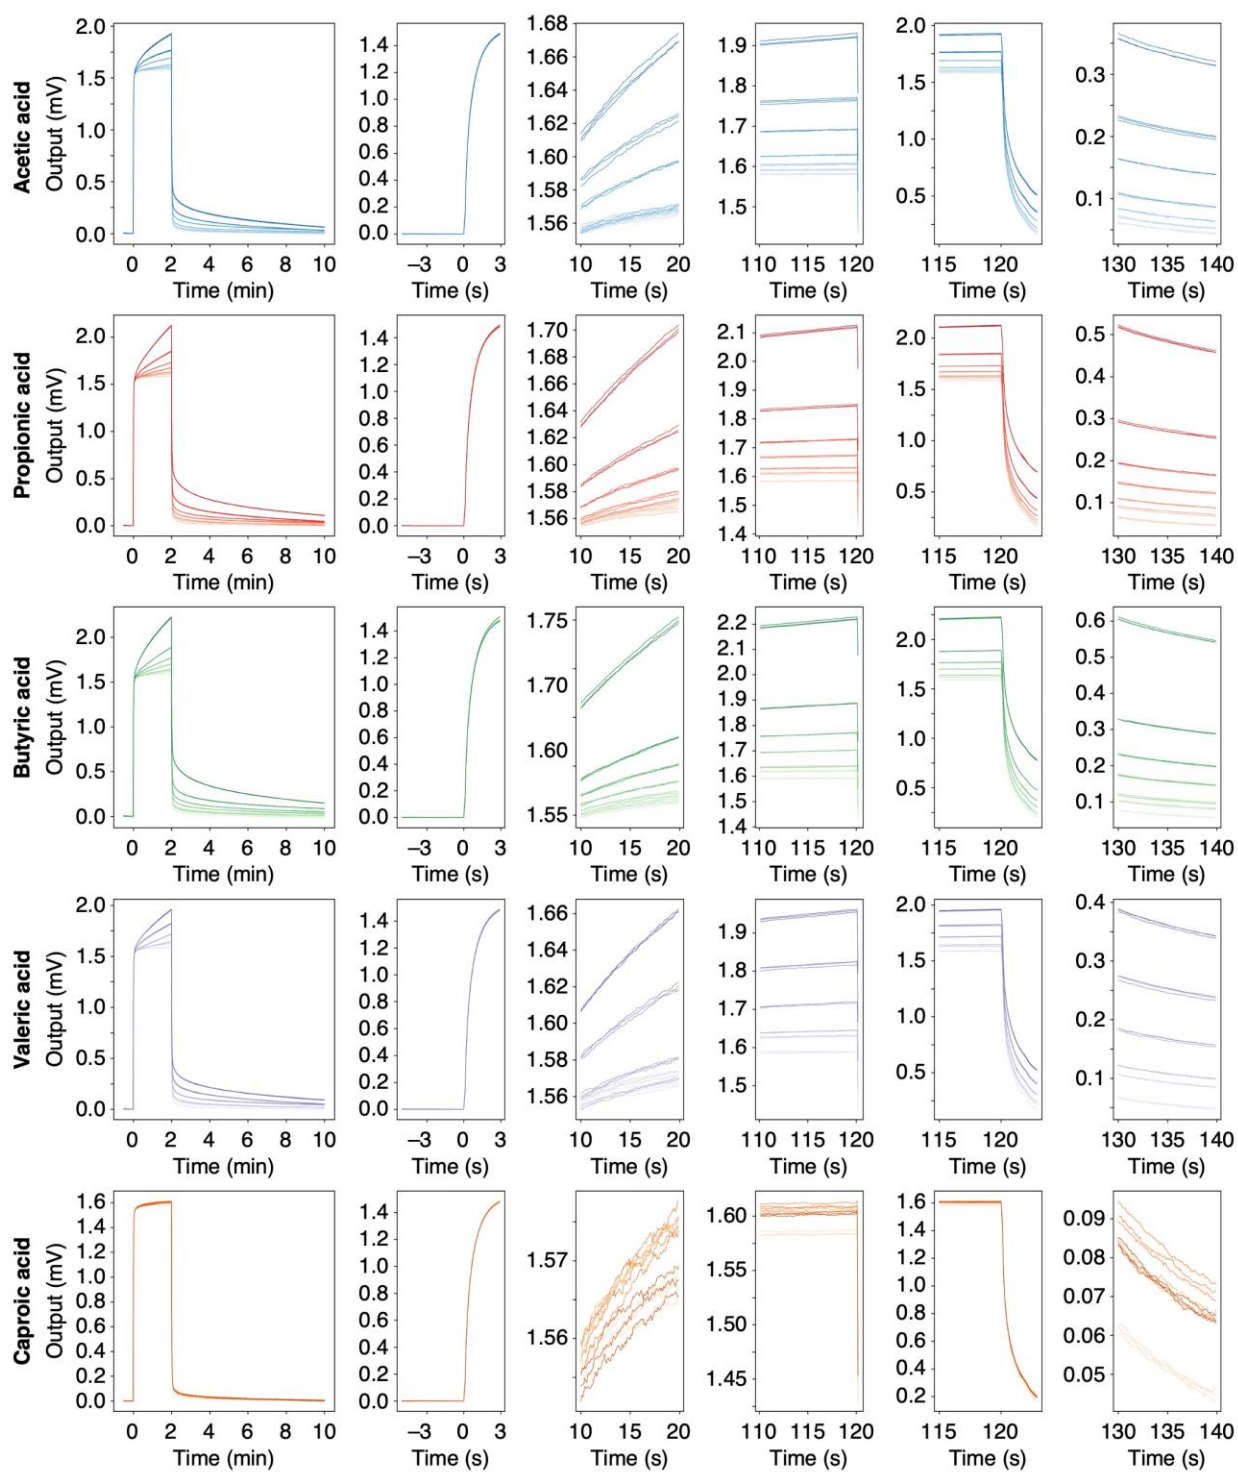 Acetic acid
Output (mV)
2.0
1.5
1.0
0.5
0.0
0 2 4 6 8 10
Time (min)
1.4
1.2
1.0
0.8
0.6
0.4
0.2
0.0
–3 0 3
Time (s)
1.68
1.66
1.64
1.62
1.60
1.58
1.56
10 15 20
Time (s)
1.9
1.8
1.7
1.6
1.5
110 115 120
Time (s)
2.0
1.5
1.0
0.5
115 120
Time (s)
0.3
0.2
0.1
130 135 140
Time (s)
Propionic acid
Output (mV)
2.0
1.5
1.0
0.5
0.0
0 2 4 6 8 10
Time (min)
1.4
1.2
1.0
0.8
0.6
0.4
0.2
0.0
–3 0 3
Time (s)
1.70
1.68
1.66
1.64
1.62
1.60
1.58
1.56
10 15 20
Time (s)
2.1
2.0
1.9
1.8
1.7
1.6
1.5
1.4
110 115 120
Time (s)
2.0
1.5
1.0
0.5
115 120
Time (s)
0.5
0.4
0.3
0.2
0.1
130 135 140
Time (s)
Butyric acid
Output (mV)
2.0
1.5
1.0
0.5
0.0
0 2 4 6 8 10
Time (min)
1.4
1.2
1.0
0.8
0.6
0.4
0.2
0.0
–3 0 3
Time (s)
1.75
1.70
1.60
1.55
10 15 20
Time (s)
2.2
2.1
2.0
1.9
1.8
1.7
1.6
1.5
1.4
110 115 120
Time (s)
2.0
1.5
1.0
0.5
115 120
Time (s)
0.6
0.5
0.4
0.3
0.2
0.1
130 135 140
Time (s)
Valeric acid
Output (mV)
2.0
1.5
1.0
0.5
0.0
0 2 4 6 8 10
Time (min)
1.4
1.2
1.0
0.8
0.6
0.4
0.2
0.0
–3 0 3
Time (s)
1.66
1.64
1.62
1.60
1.58
1.56
10 15 20
Time (s)
1.9
1.8
1.7
1.6
1.5
110 115 120
Time (s)
2.0
1.5
1.0
0.5
115 120
Time (s)
0.4
0.3
0.2
0.1
130 135 140
Time (s)
Caproic acid
Output (mV)
1.6
1.4
1.2
1.0
0.8
0.6
0.4
0.2
0.0
0 2 4 6 8 10
Time (min)
1.4
1.2
1.0
0.8
0.6
0.4
0.2
0.0
–3 0 3
Time (s)
1.57
1.56
10 15 20
Time (s)
1.60
1.55
1.50
1.45
110 115 120
Time (s)
1.6
1.4
1.2
1.0
0.8
0.6
0.4
0.2
115 120
Time (s)
0.09
0.08
0.07
0.06
0.05
130 135 140
Time (s)